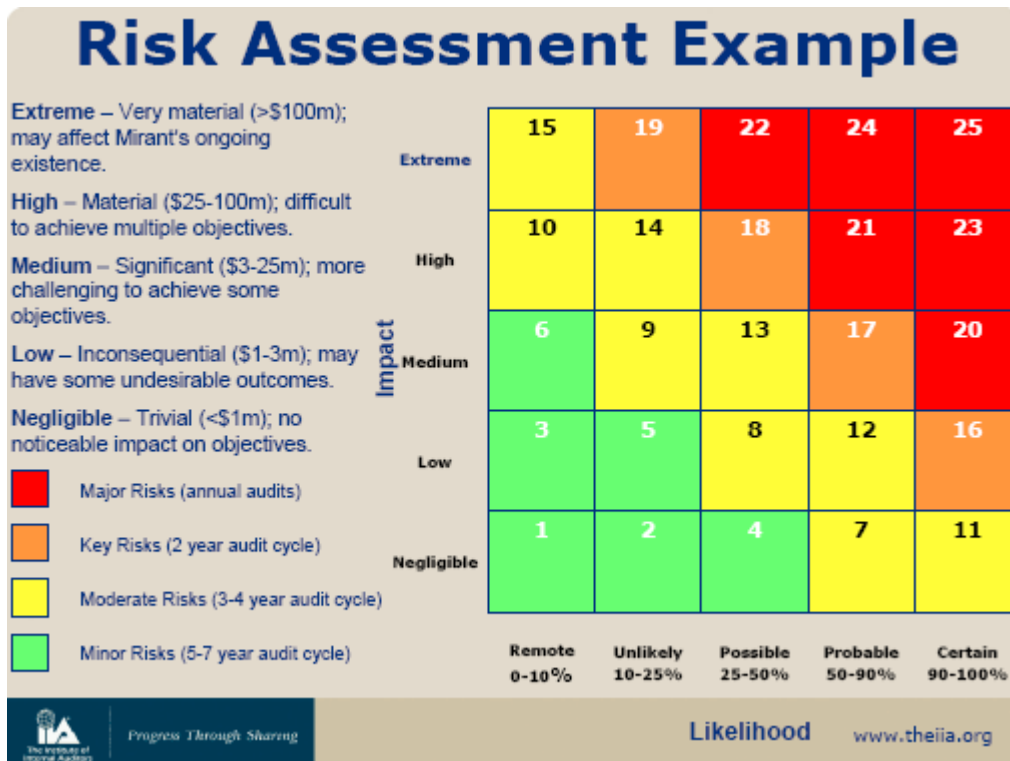 Risk Assessment Example
Extreme – Very material (>$100m);
may affect Mirant's ongoing
existence.
High – Material ($25-100m); difficult
to achieve multiple objectives.
Medium – Significant ($3-25m); more
challenging to achieve some
objectives.
Low – Inconsequential ($1-3m); may
have some undesirable outcomes.
Negligible – Trivial (<$1m); no
noticeable impact on objectives.
Major Risks (annual audits)
Key Risks (2 year audit cycle)
Moderate Risks (3-4 year audit cycle)
Minor Risks (5-7 year audit cycle)
Impact
Extreme 15 19 22 24 25
High 10 14 18 21 23
Medium 6 9 13 17 20
Low 3 5 8 12 16
Negligible 1 2 4 7 11
Remote Unlikely Possible Probable Certain
0-10% 10-25% 25-50% 50-90% 90-100%
Likelihood
IIA
The Institute of
Internal Auditors
Progress Through Sharing
www.theiia.org